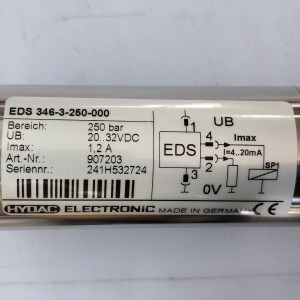 EDS 346-3-250-000
Bereich: 250 bar
UB: 20..32VDC
Imax: 1,2 A
Art.-Nr.: 907203
Seriennr.: 241H532724
UB
1
4
Imax
EDS
I=4..20mA
SP1
2
3
0V
HYDAC ELECTRONIC MADE IN GERMANY CE